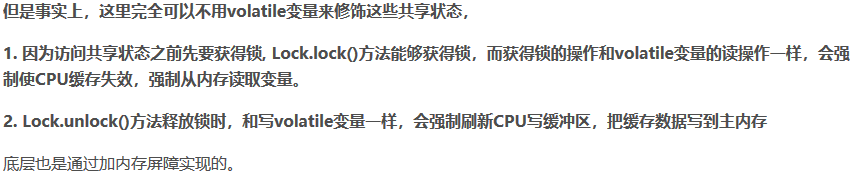 但是事实上，这里完全可以不用volatile变量来修饰这些共享状态，
1. 因为访问共享状态之前先要获得锁, Lock.lock()方法能够获得锁，而获得锁的操作和volatile变量的读操作一样，会强
制使CPU缓存失效，强制从内存读取变量。
2. Lock.unlock()方法释放锁时，和写volatile变量一样，会强制刷新CPU写缓冲区，把缓存数据写到主内存
底层也是通过加内存屏障实现的。